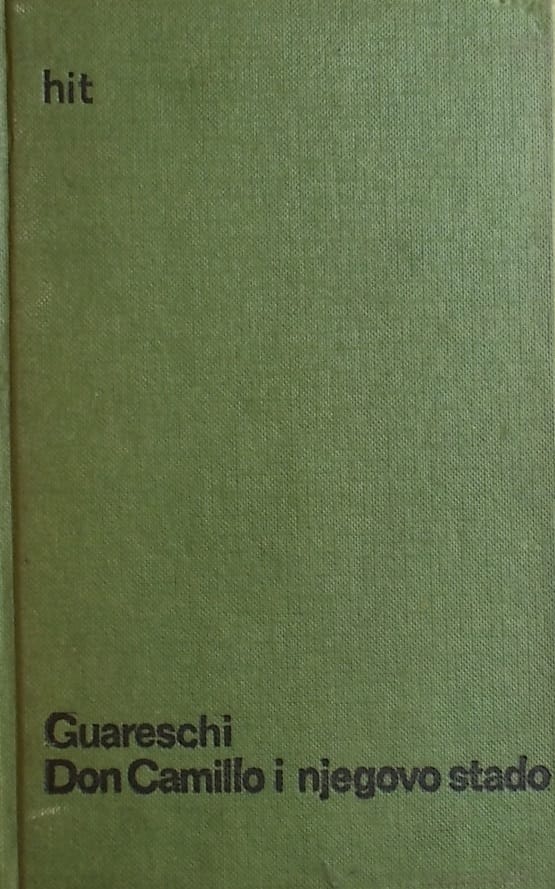 hit
Guareschi
Don Camillo i njegovo stado